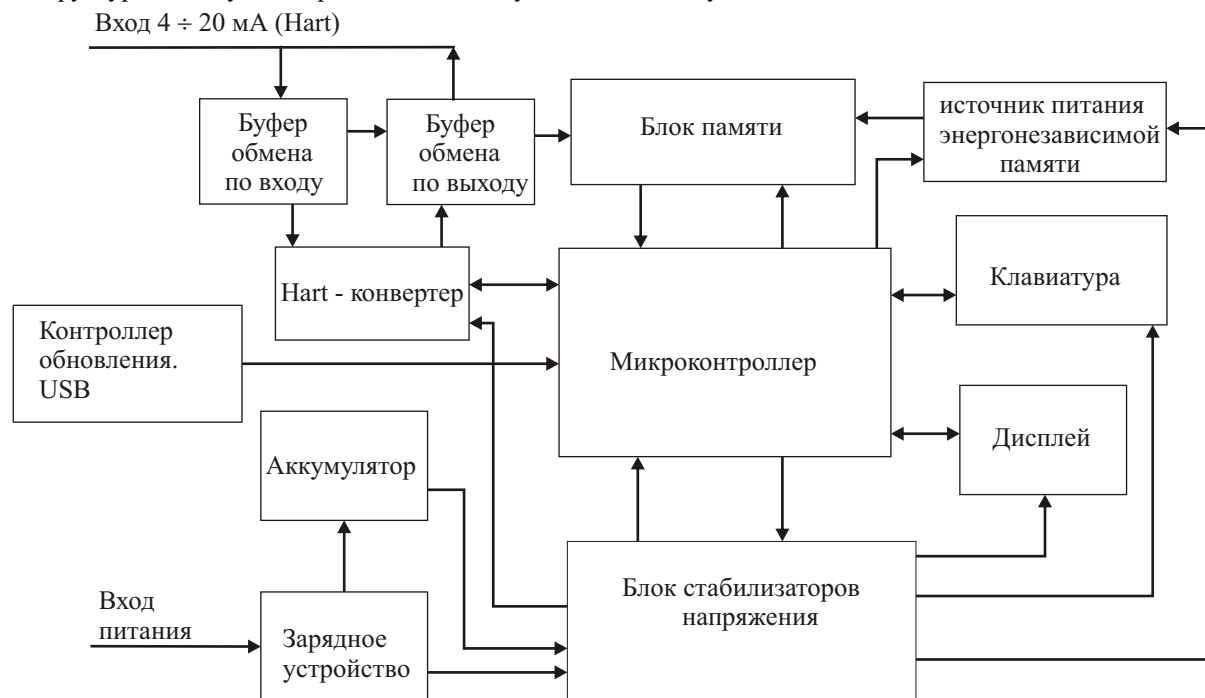 Вход 4 ÷ 20 мА (Hart)
Буфер
обмена
по входу
Буфер
обмена
по выходу
Блок памяти
источник питания
энергонезависимой
памяти
Hart - конвертер
Клавиатура
Контроллер
обновления.
USB
Микроконтроллер
Дисплей
Аккумулятор
Блок стабилизаторов
напряжения
Вход
питания
Зарядное
устройство